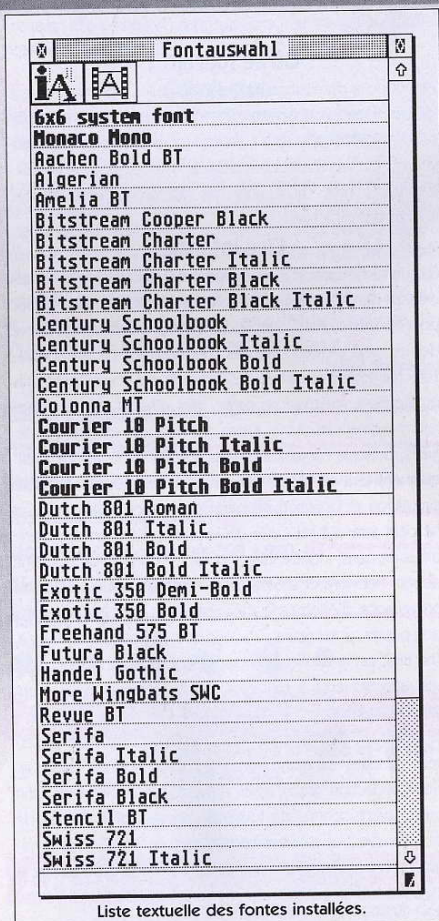 Fontauswahl
6x6 system font
Monaco Mono
Aachen Bold BT
Algerian
Amelia BT
Bitstream Cooper Black
Bitstream Charter
Bitstream Charter Italic
Bitstream Charter Black
Bitstream Charter Black Italic
Century Schoolbook
Century Schoolbook Italic
Century Schoolbook Bold
Century Schoolbook Bold Italic
Colonna MT
Courier 10 Pitch
Courier 10 Pitch Italic
Courier 10 Pitch Bold
Courier 10 Pitch Bold Italic
Dutch 801 Roman
Dutch 801 Italic
Dutch 801 Bold
Dutch 801 Bold Italic
Exotic 350 Demi-Bold
Exotic 350 Bold
Freehand 575 BT
Futura Black
Handel Gothic
More Wingbats SWC
Revue BT
Serifa
Serifa Italic
Serifa Bold
Serifa Black
Stencil BT
Swiss 721
Swiss 721 Italic
Liste textuelle des fontes installées.